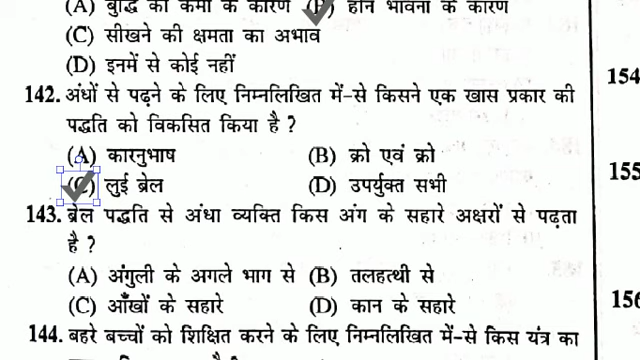 (A) बुद्धि की कमी के कारण (B) हीन भावना के कारण
(C) सीखने की क्षमता का अभाव
(D) इनमें से कोई नहीं
142. अंधों से पढ़ने के लिए निम्नलिखित में-से किसने एक खास प्रकार की
पद्धति को विकसित किया है ?
(A) कारनुभाष (B) क्रो एवं क्रो
(C) लुई ब्रेल (D) उपर्युक्त सभी
143. ब्रेल पद्धति से अंधा व्यक्ति किस अंग के सहारे अक्षरों से पढ़ता
है ?
(A) अंगुली के अगले भाग से (B) तलहत्थी से
(C) आँखों के सहारे (D) कान के सहारे
144. बहरे बच्चों को शिक्षित करने के लिए निम्नलिखित में-से किस यंत्र का
154
155
156